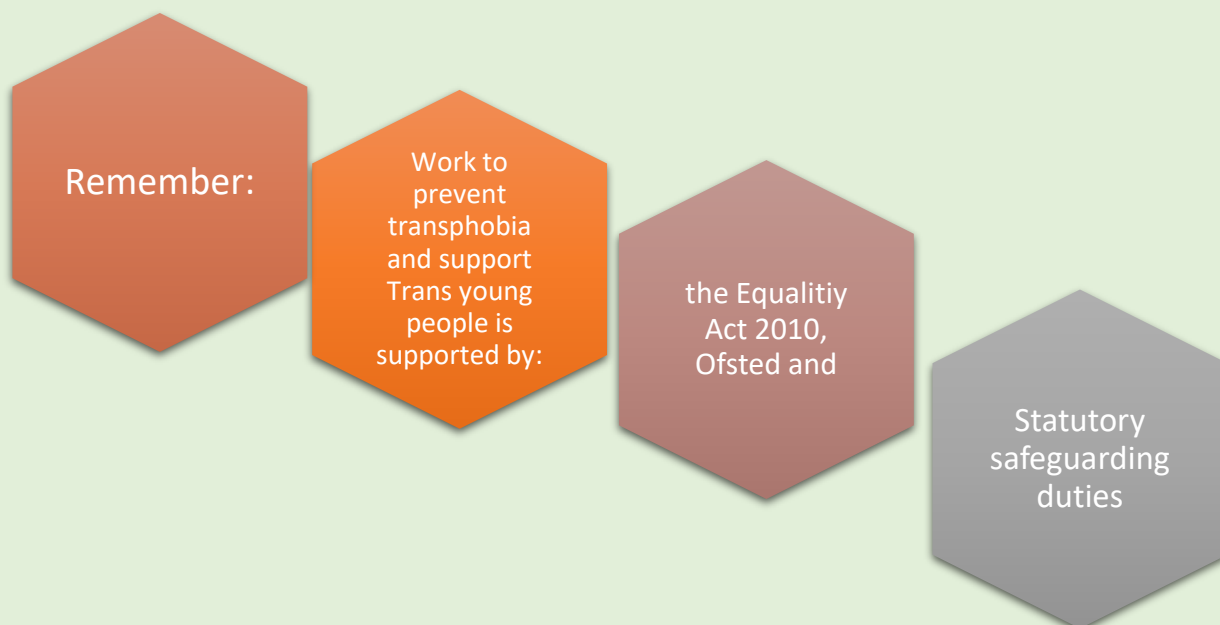 Remember:
Work to
prevent
transphobia
and support
Trans young
people is
supported by:
the Equalitiy
Act 2010,
Ofsted and
Statutory
safeguarding
duties